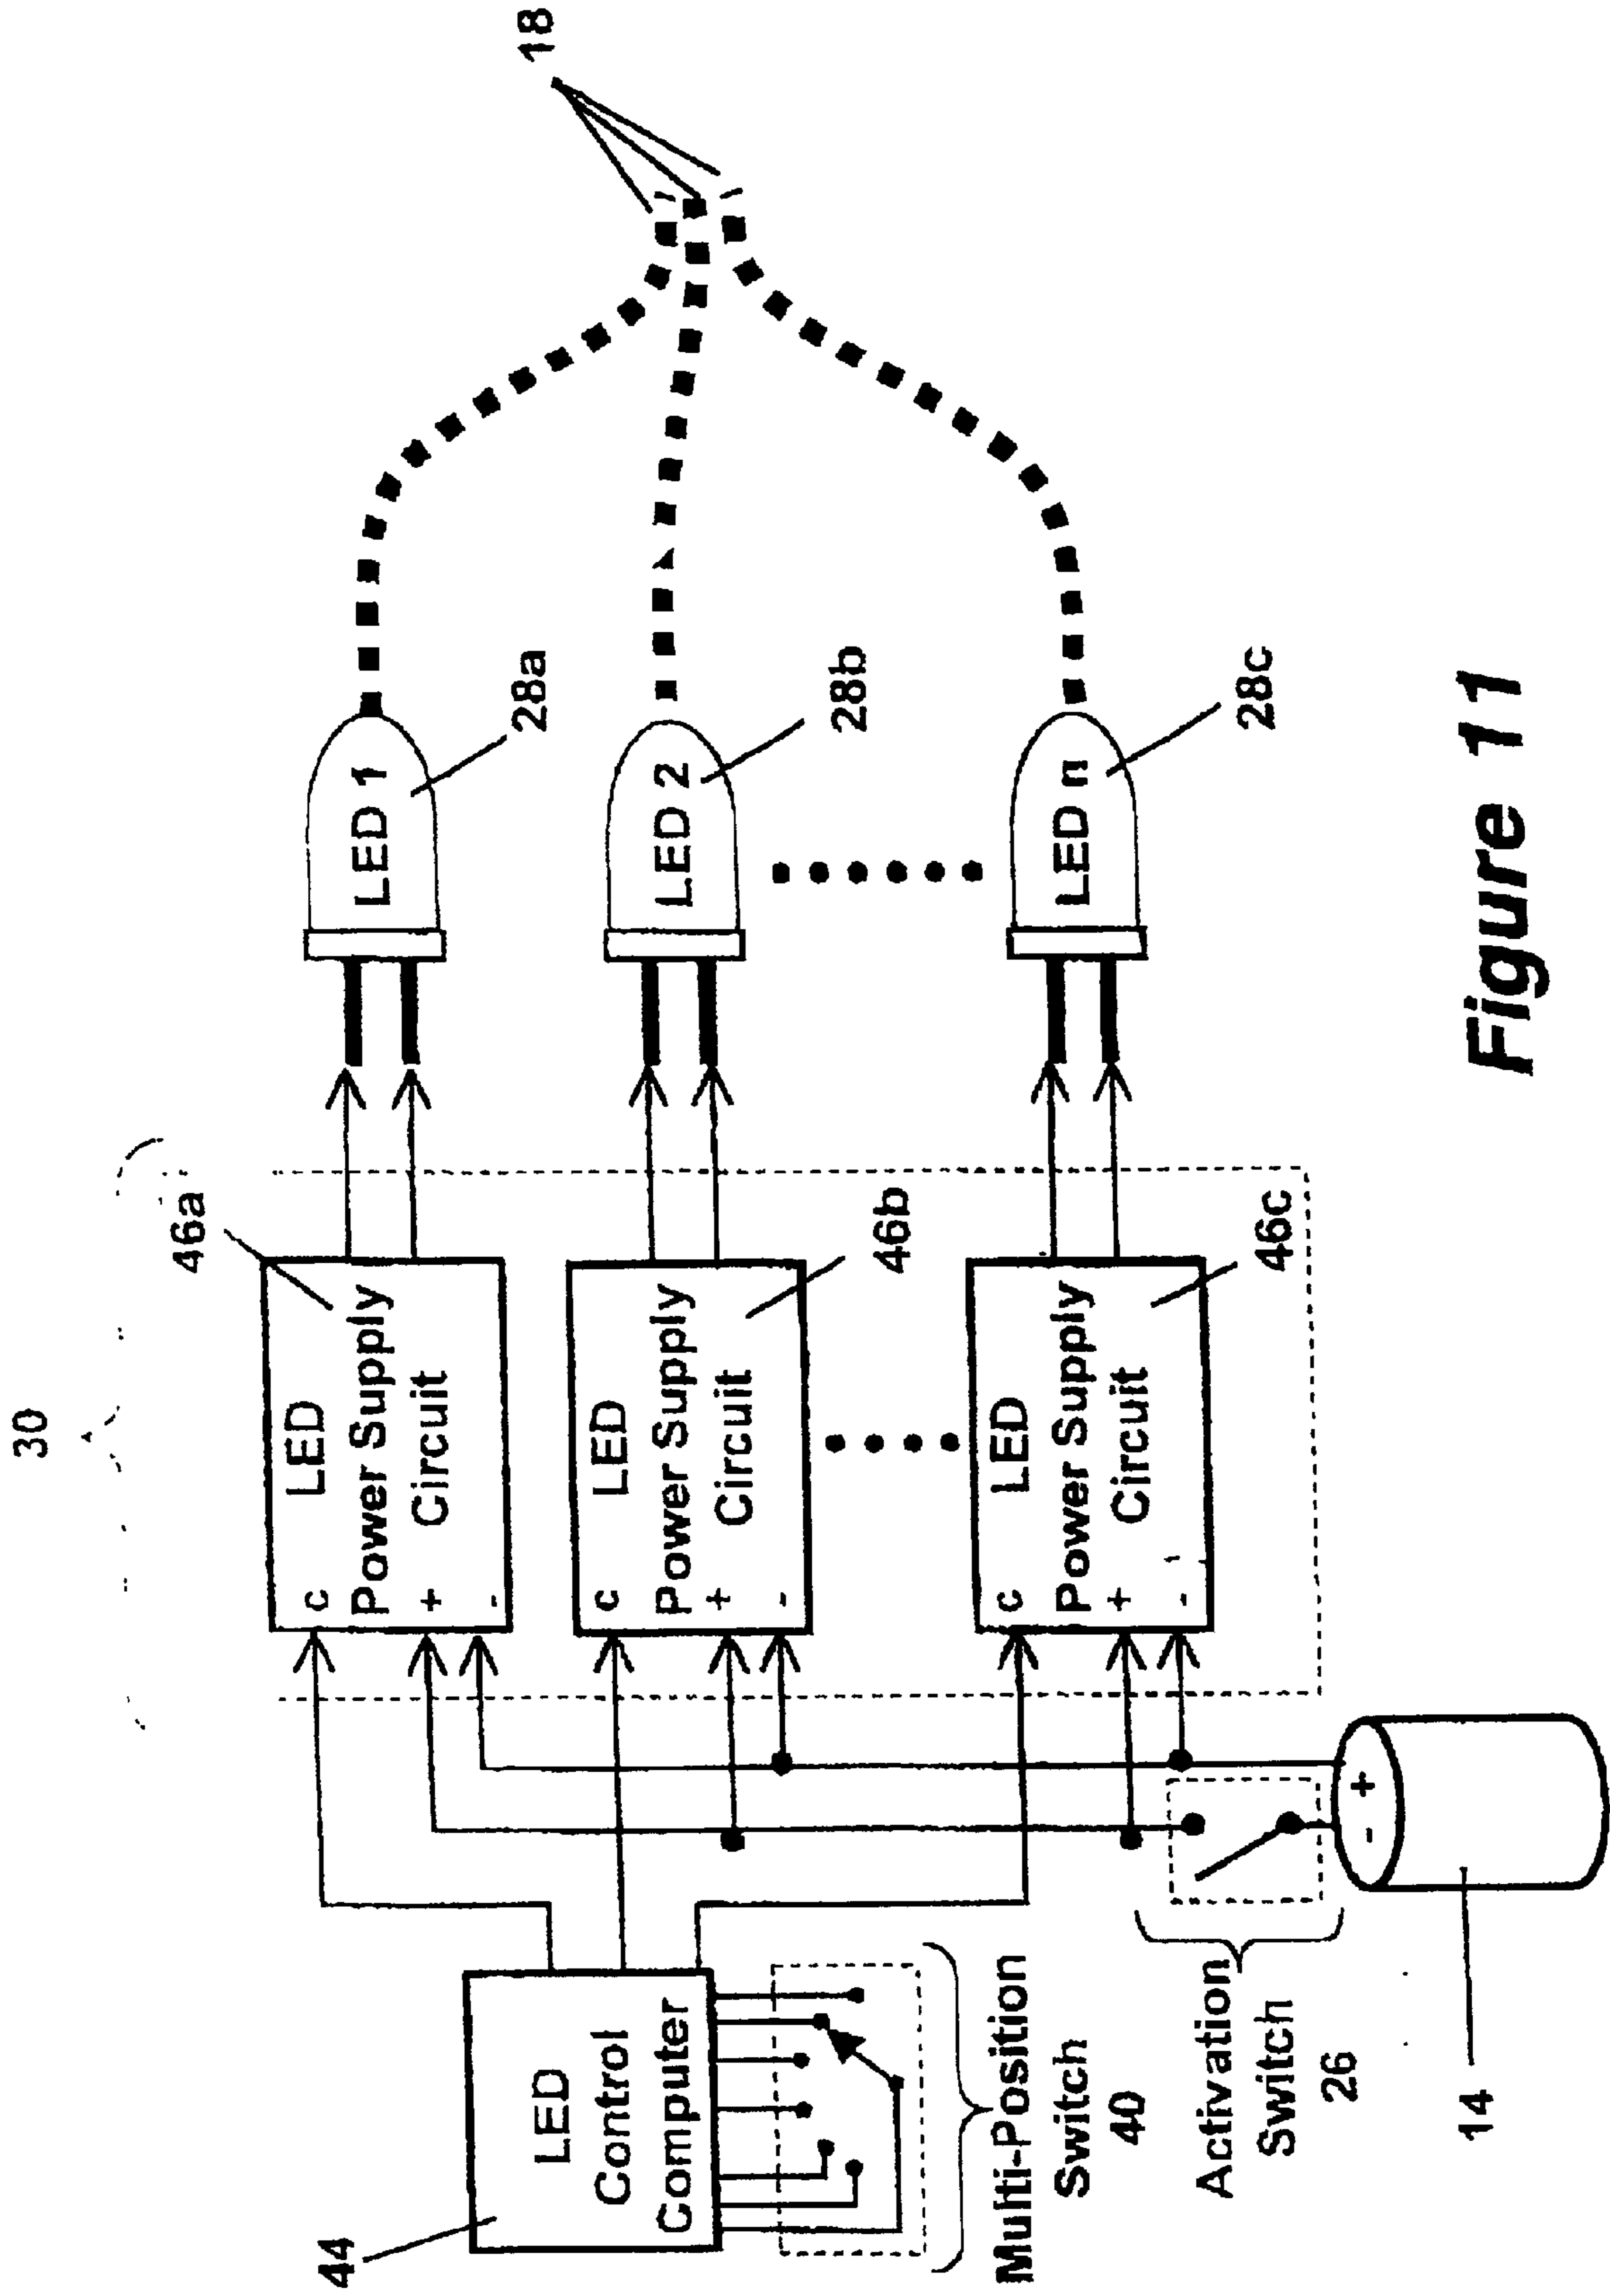 30
44
LED
Control
Computer
Multi-Position
Switch
40
Activation
Switch
26
14
46a
c LED
Power Supply
+ Circuit
-
46b
c LED
Power Supply
+ Circuit
-
46c
c LED
Power Supply
+ Circuit
-
- +
LED 1
28a
LED 2
28b
LED n
28c
18
Figure 11